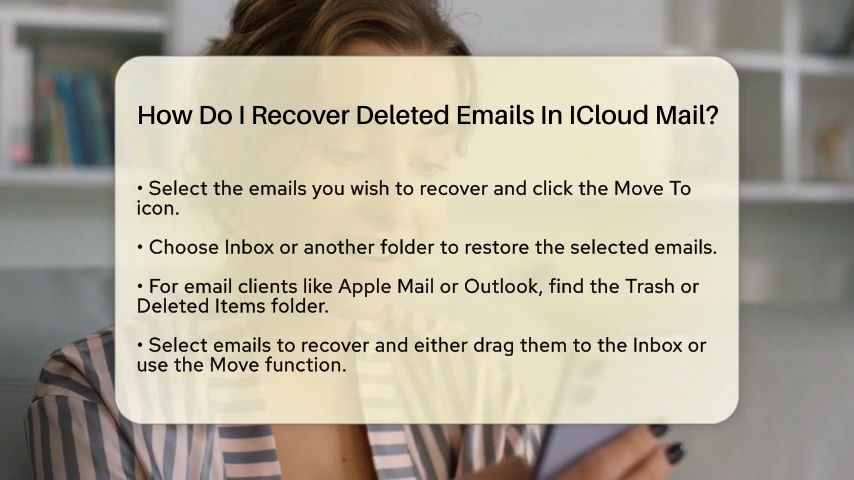 How Do I Recover Deleted Emails In ICloud Mail?
• Select the emails you wish to recover and click the Move To
icon.
• Choose Inbox or another folder to restore the selected emails.
• For email clients like Apple Mail or Outlook, find the Trash or
Deleted Items folder.
• Select emails to recover and either drag them to the Inbox or
use the Move function.